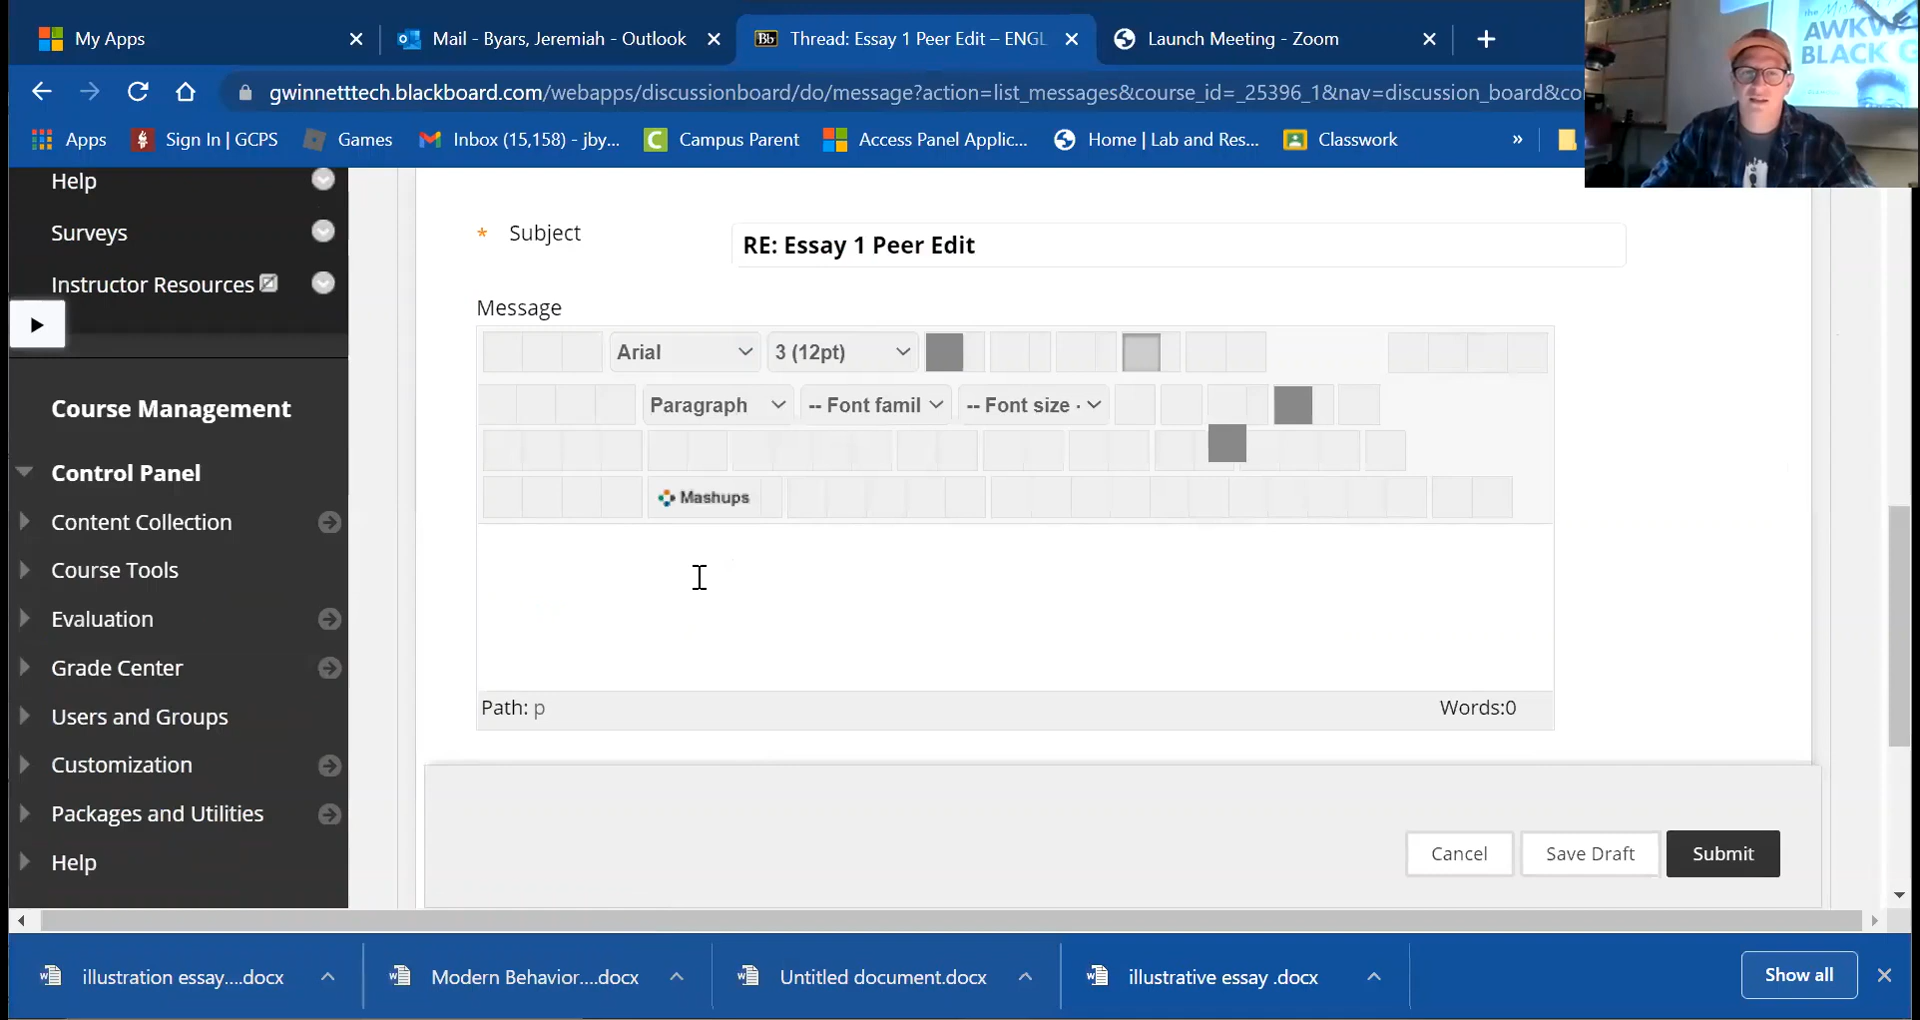 My Apps
Mail - Byars, Jeremiah - Outlook
Thread: Essay 1 Peer Edit – ENGL
Launch Meeting - Zoom
gwinnetttech.blackboard.com/webapps/discussionboard/do/message?action=list_messages&course_id=_25396_1&nav=discussion_board&co
Apps
Sign In | GCPS
Games
Inbox (15,158) - jby...
Campus Parent
Access Panel Applic...
Home | Lab and Res...
Classwork
»
the
AWKW
BLACK G
Help
Surveys
Instructor Resources
Course Management
Control Panel
Content Collection
Course Tools
Evaluation
Grade Center
Users and Groups
Customization
Packages and Utilities
Help
* Subject
RE: Essay 1 Peer Edit
Message
Arial
3 (12pt)
Paragraph
-- Font famil
-- Font size -
Mashups
Path: p
Words:0
Cancel
Save Draft
Submit
illustration essay....docx
Modern Behavior....docx
Untitled document.docx
illustrative essay .docx
Show all